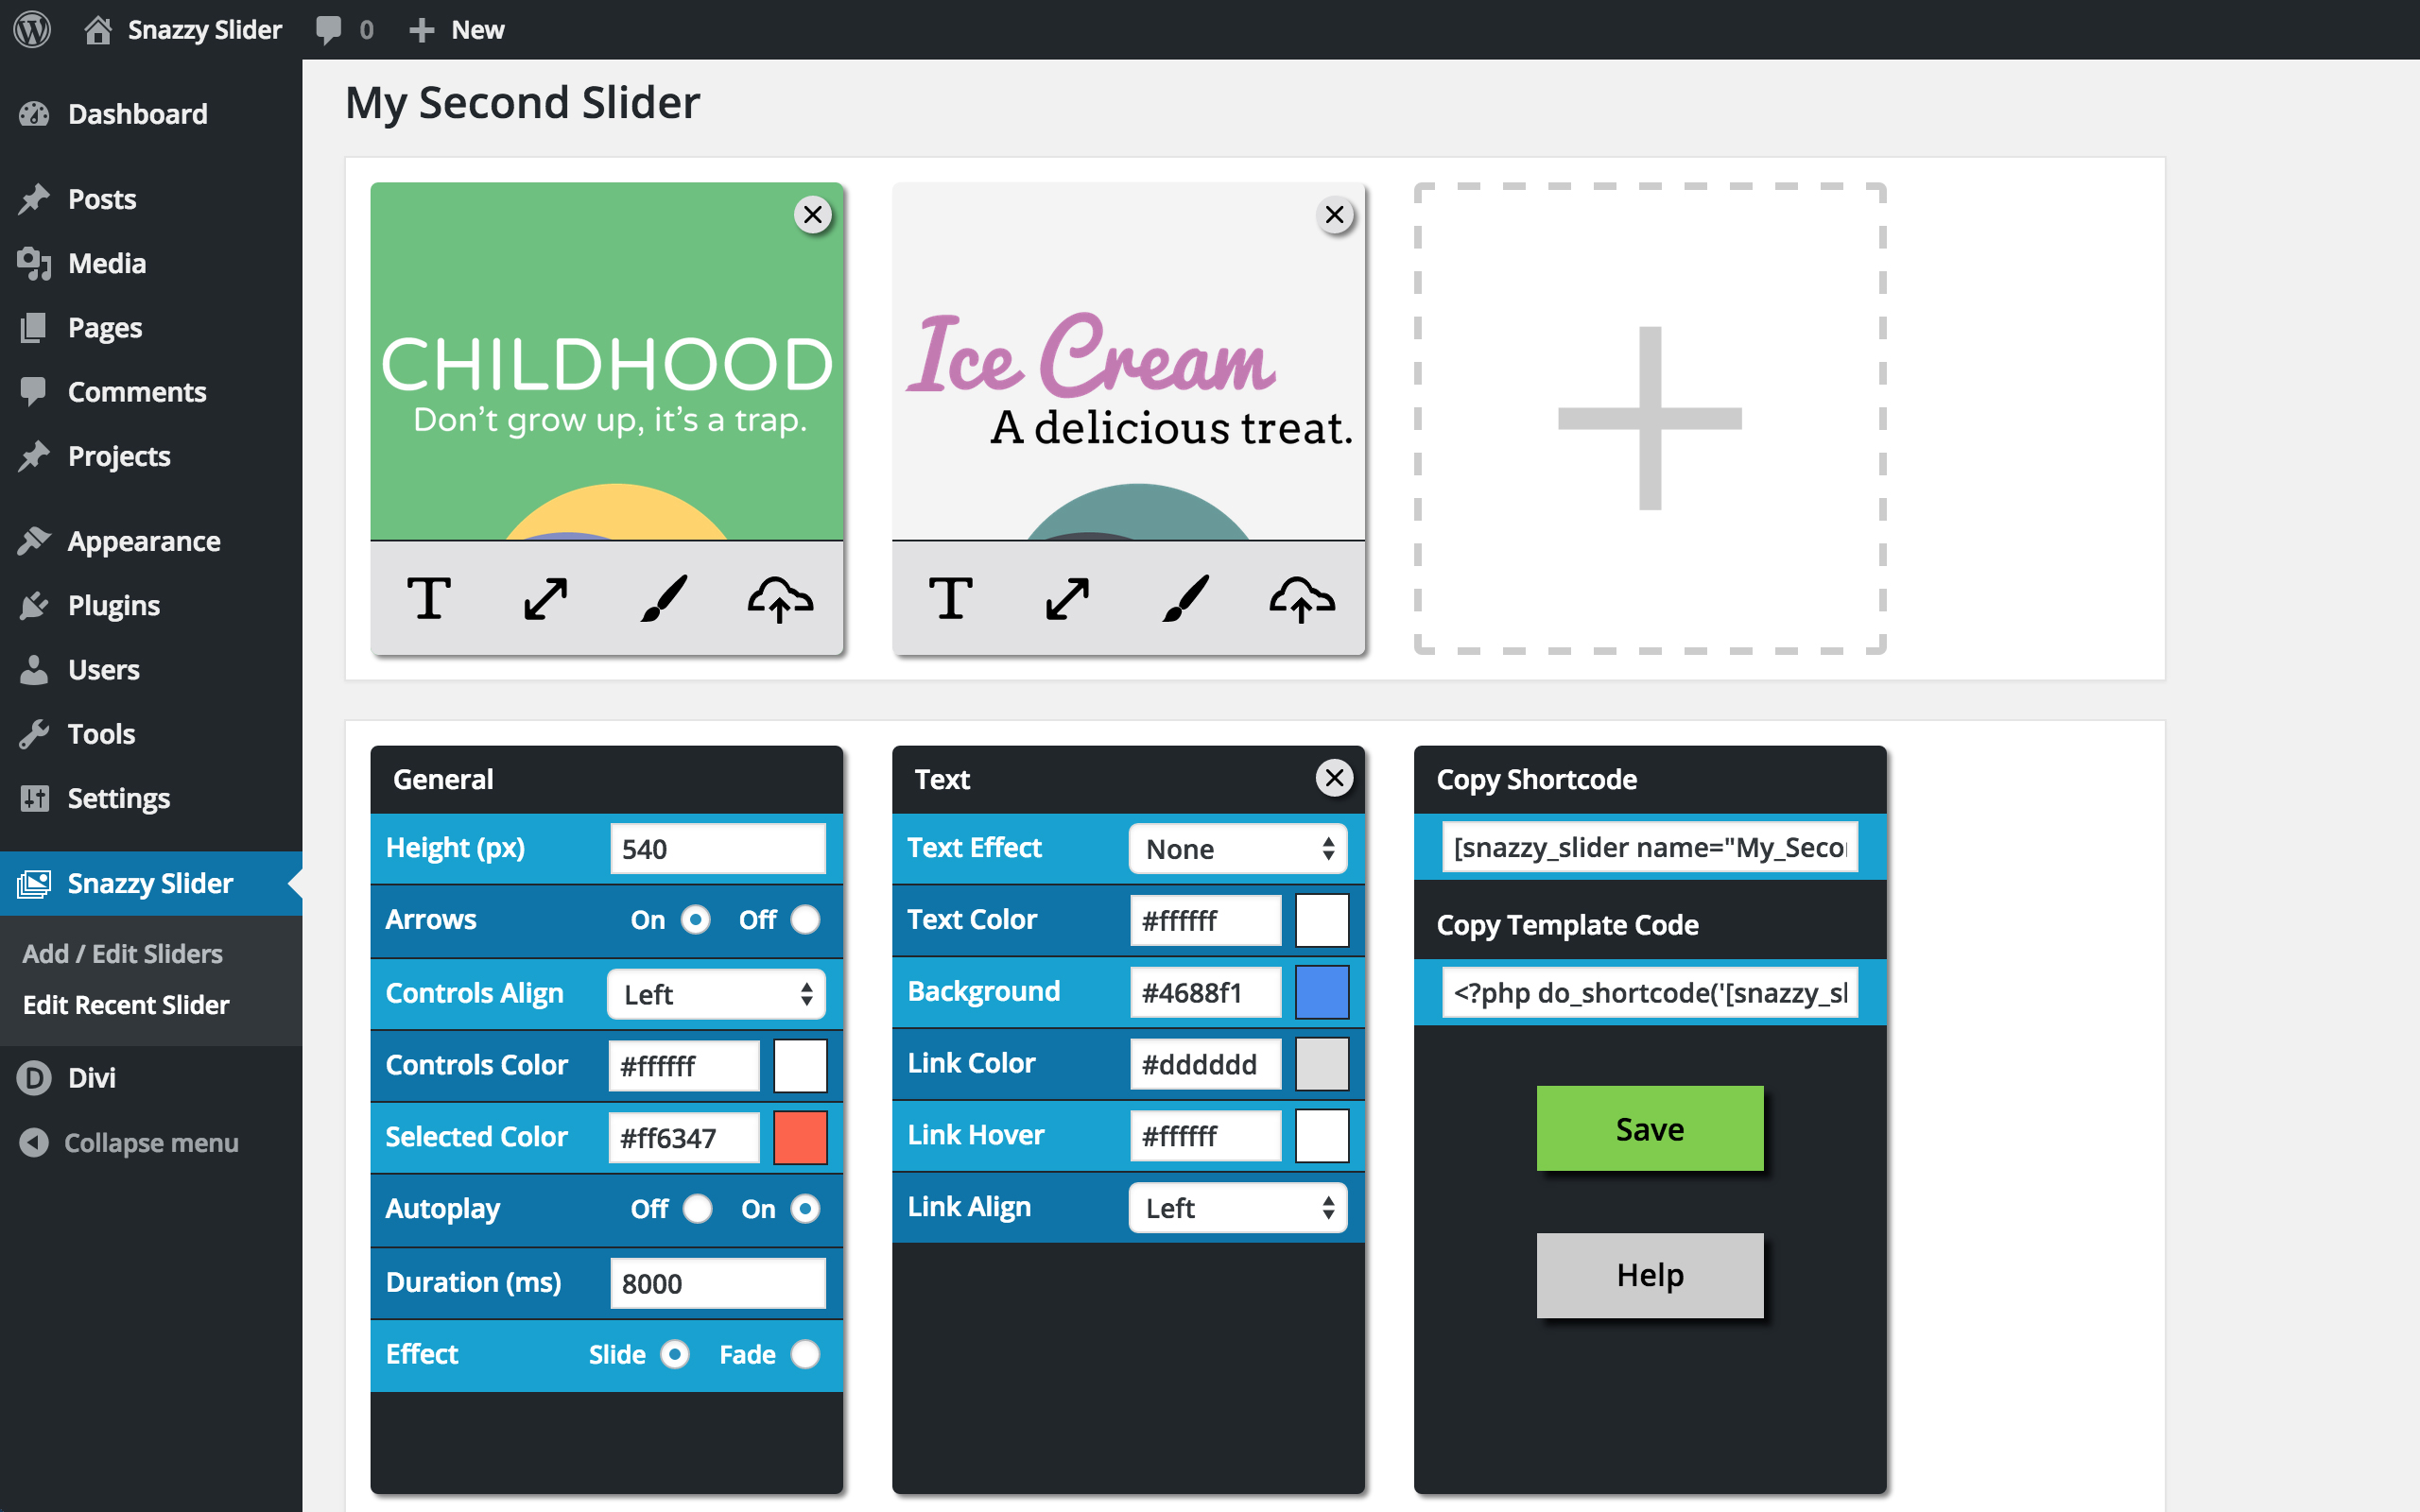 Snazzy Slider 0 New
Dashboard
Posts
Media
Pages
Comments
Projects
Appearance
Plugins
Users
Tools
Settings
Snazzy Slider
Add / Edit Sliders
Edit Recent Slider
Divi
Collapse menu
My Second Slider
CHILDHOOD
Don't grow up, it's a trap.
T
Ice Cream
A delicious treat.
T
General
Height (px) 540
Arrows On Off
Controls Align Left
Controls Color #ffffff
Selected Color #ff6347
Autoplay Off On
Duration (ms) 8000
Effect Slide Fade
Text
Text Effect None
Text Color #ffffff
Background #4688f1
Link Color #dddddd
Link Hover #ffffff
Link Align Left
Copy Shortcode
[snazzy_slider name="My_Seco
Copy Template Code
<?php do_shortcode('[snazzy_sl
Save
Help